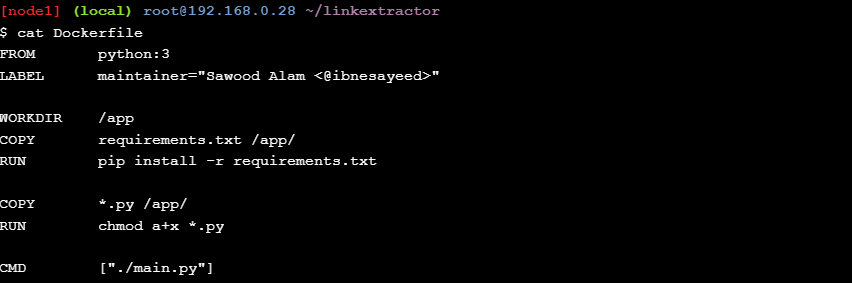 [node1] (local) root@192.168.0.28 ~/linkextractor
$ cat Dockerfile
FROM python:3
LABEL maintainer="Sawood Alam <@ibnesayeed>"
WORKDIR /app
COPY requirements.txt /app/
RUN pip install -r requirements.txt
COPY *.py /app/
RUN chmod a+x *.py
CMD ["./main.py"]